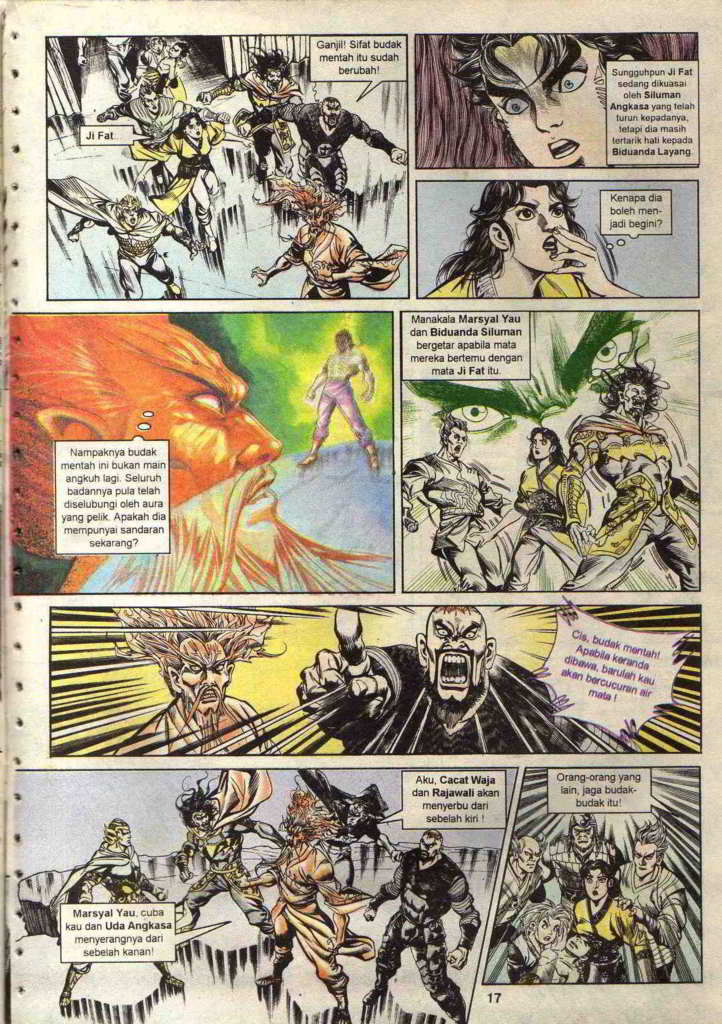 Ganjil! Sifat budak
mentah itu sudah
berubah!
Ji Fat...
Sungguhpun Ji Fat
sedang dikuasai
oleh Siluman
Angkasa yang telah
turun kepadanya,
tetapi dia masih
tertarik hati kepada
Biduanda Layang.
Kenapa dia
boleh men-
jadi begini?
Nampaknya budak
mentah ini bukan main
angkuh lagi. Seluruh
badannya pula telah
diselubungi oleh aura
yang pelik. Apakah dia
mempunyai sandaran
sekarang?
Manakala Marsyal Yau
dan Biduanda Siluman
bergetar apabila mata
mereka bertemu dengan
mata Ji Fat itu.
Cis, budak mentah!
Apabila keranda
dibawa, barulah kau
akan bercucuran air
mata!
Aku, Cacat Waja
dan Rajawali akan
menyerbu dari
sebelah kiri !
Marsyal Yau, cuba
kau dan Uda Angkasa
menyerangnya dari
sebelah kanan!
Orang-orang yang
lain, jaga budak-
budak itu!
17